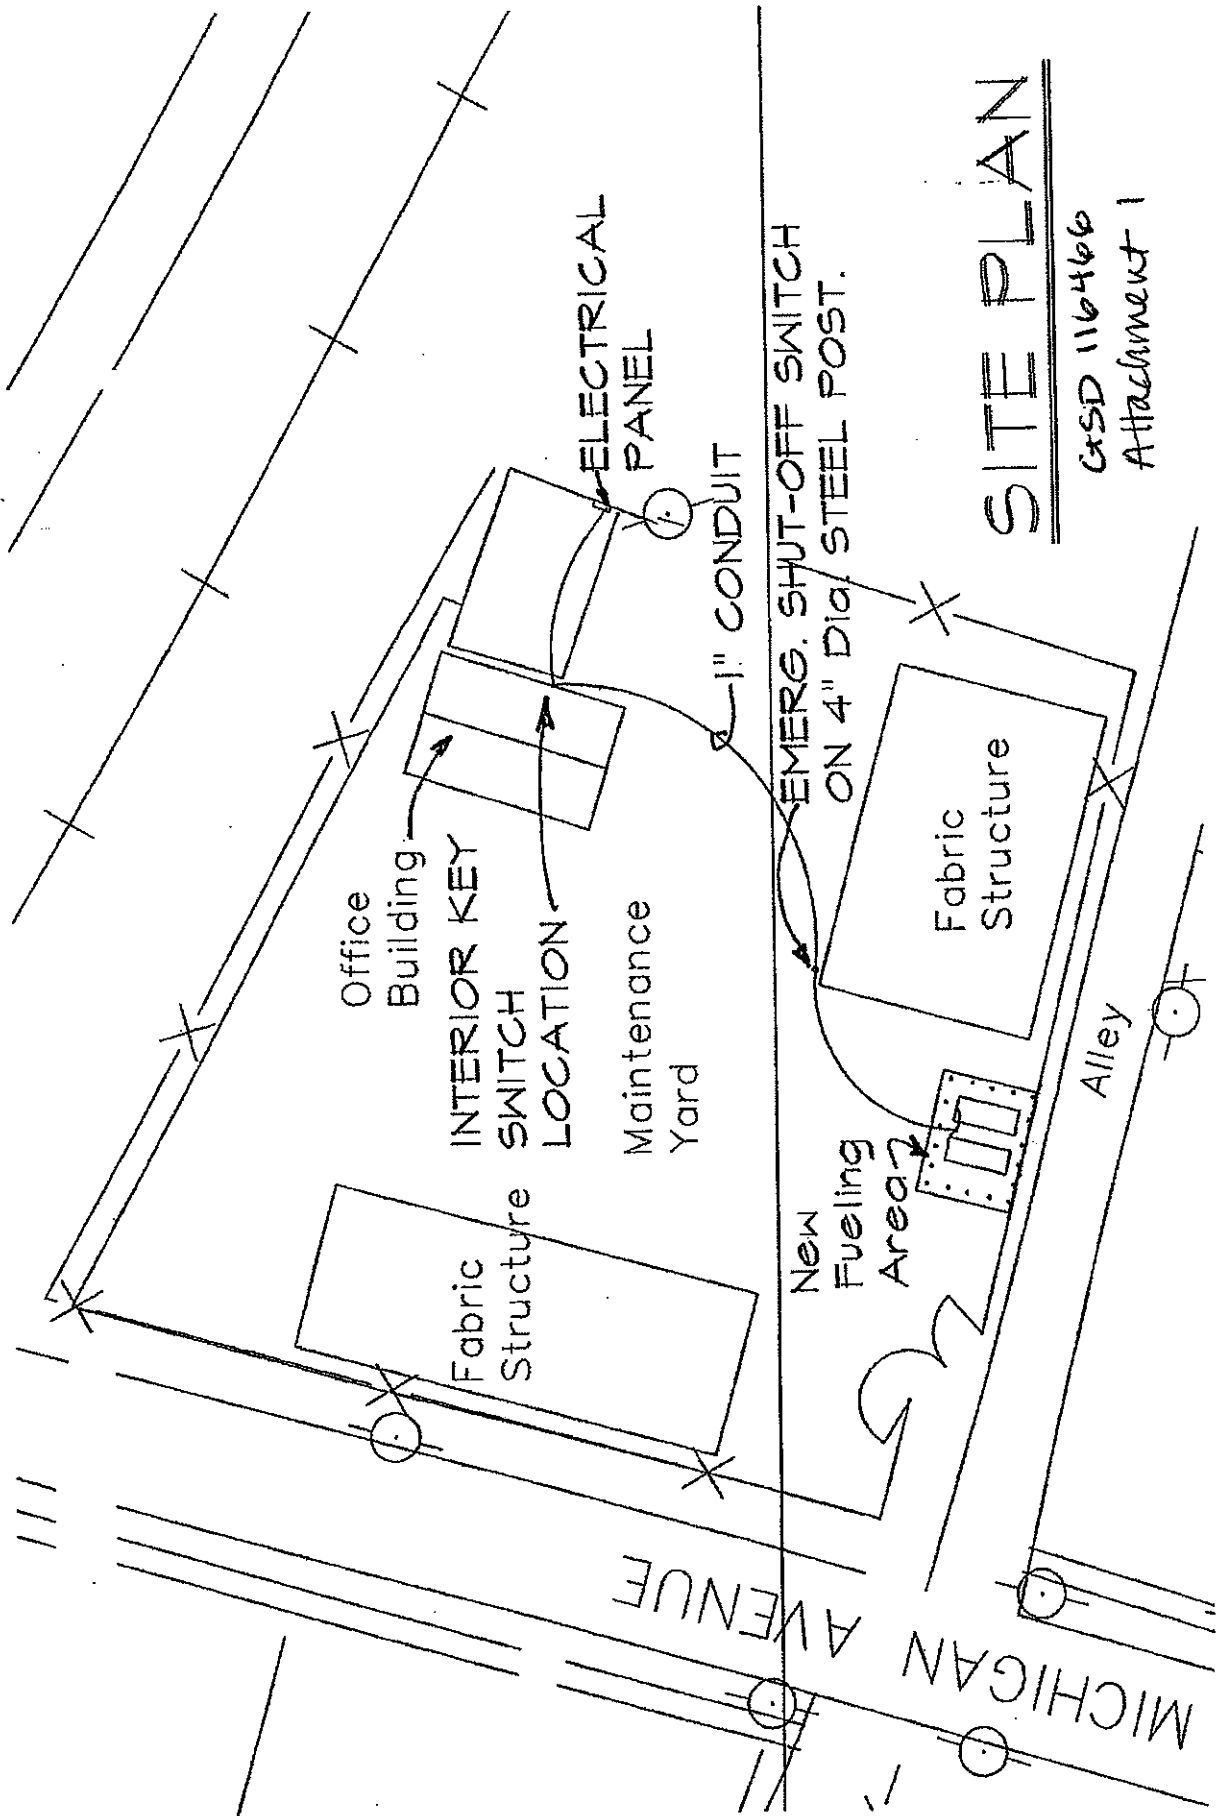 Office
Building
INTERIOR KEY
SWITCH
LOCATION
ELECTRICAL
PANEL
Fabric
Structure
Maintenance
Yard
1" CONDUIT
EMERG. SHUT-OFF SWITCH
ON 4" Dia. STEEL POST.
New
Fueling
Area
Fabric
Structure
Alley
MICHIGAN AVENUE
SITE PLAN
GSD 116466
Attachment 1